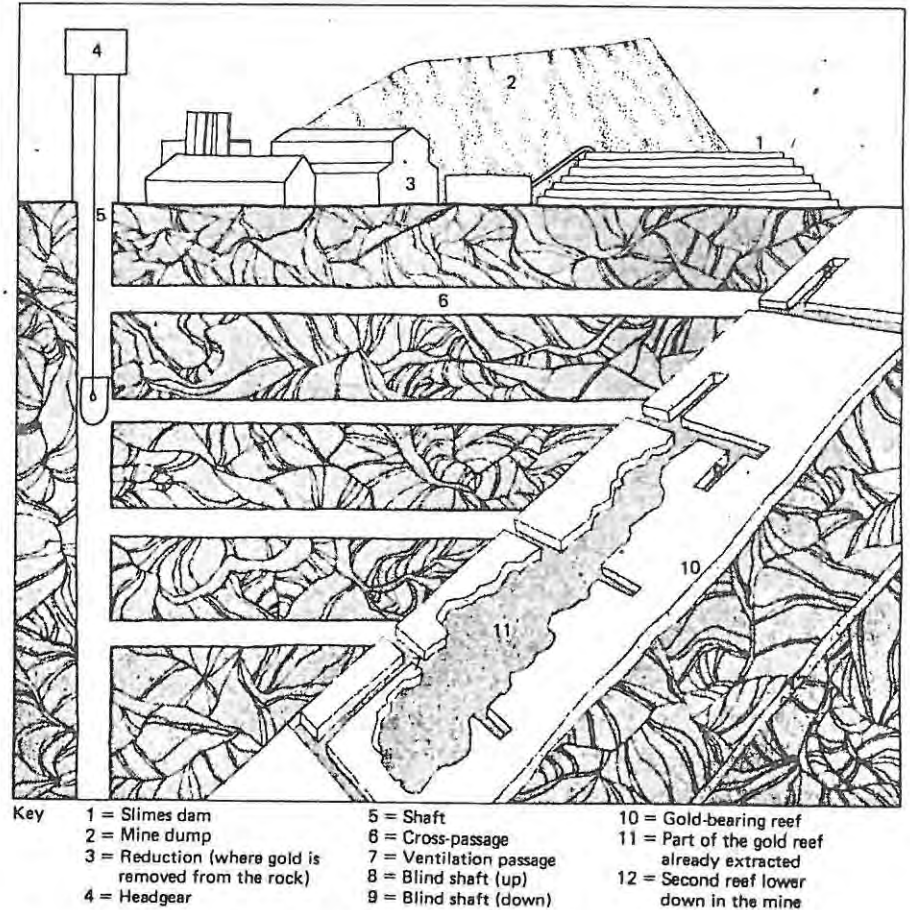 4
2
1
3
5
6
10
11
Key
1 = Slimes dam
2 = Mine dump
3 = Reduction (where gold is
removed from the rock)
4 = Headgear
5 = Shaft
6 = Cross-passage
7 = Ventilation passage
8 = Blind shaft (up)
9 = Blind shaft (down)
10 = Gold-bearing reef
11 = Part of the gold reef
already extracted
12 = Second reef lower
down in the mine